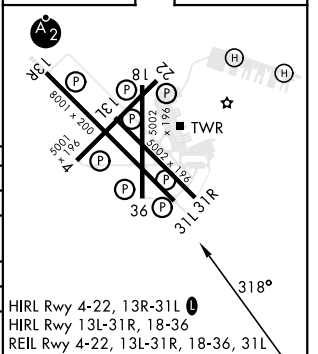 A2
H
H
13R
P
P
18
22
P
13L
8001 x 200
5002 x 196
TWR
5001 x 196
5002 x 196
P
P
4
P
36
P
31L
31R
318°
HIRL Rwy 4-22, 13R-31L L
HIRL Rwy 13L-31R, 18-36
REIL Rwy 4-22, 13L-31R, 18-36, 31L